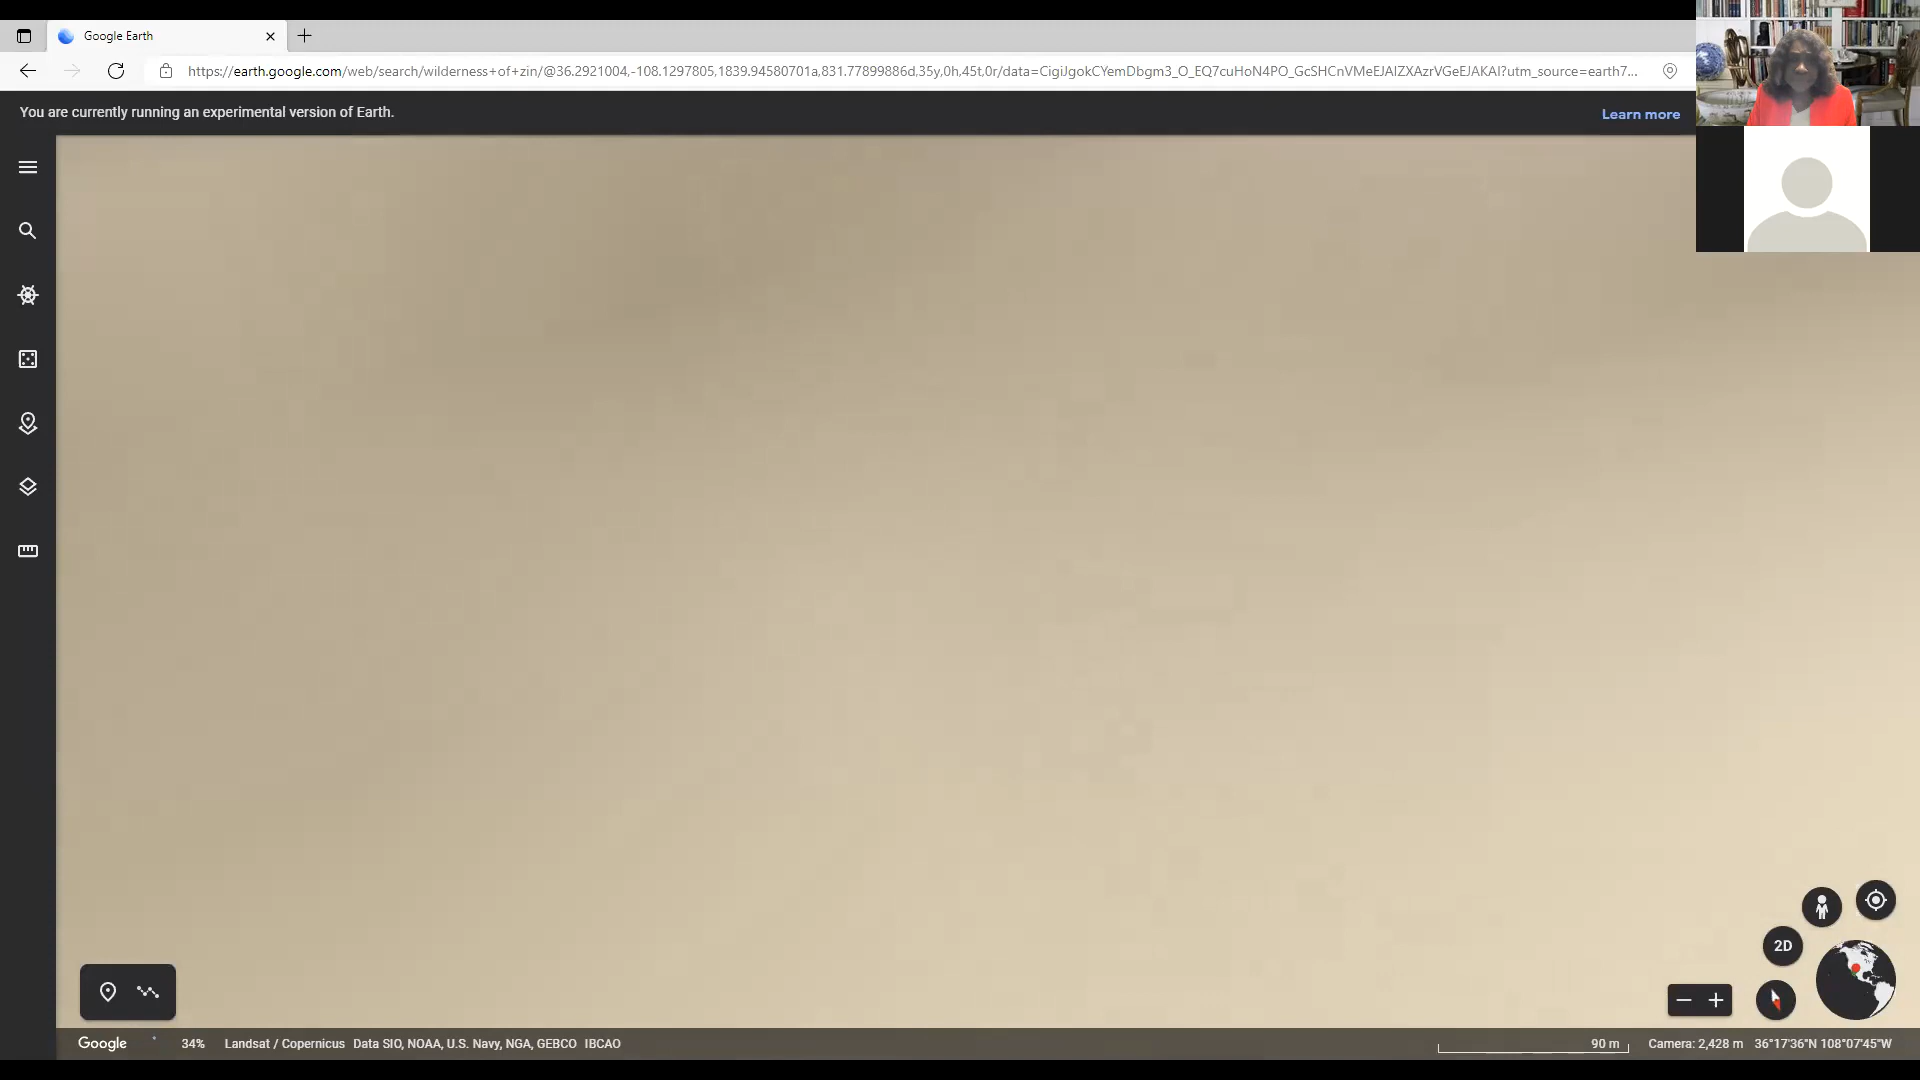 Google Earth
https://earth.google.com/web/search/wilderness+of+zin/@36.2921004,-108.1297805,1839.94580701a,831.77899886d,35y,0h,45t,0r/data=CigiJgokCYemDbgm3_O_EQ7cuHoN4PO_GcSHCnVMeEJAIZXAzrVGeEJAKAI?utm_source=earth7...
You are currently running an experimental version of Earth.
Learn more
2D
Google 34% Landsat / Copernicus Data SIO, NOAA, U.S. Navy, NGA, GEBCO IBCAO 90 m Camera: 2,428 m 36°17'36"N 108°07'45"W